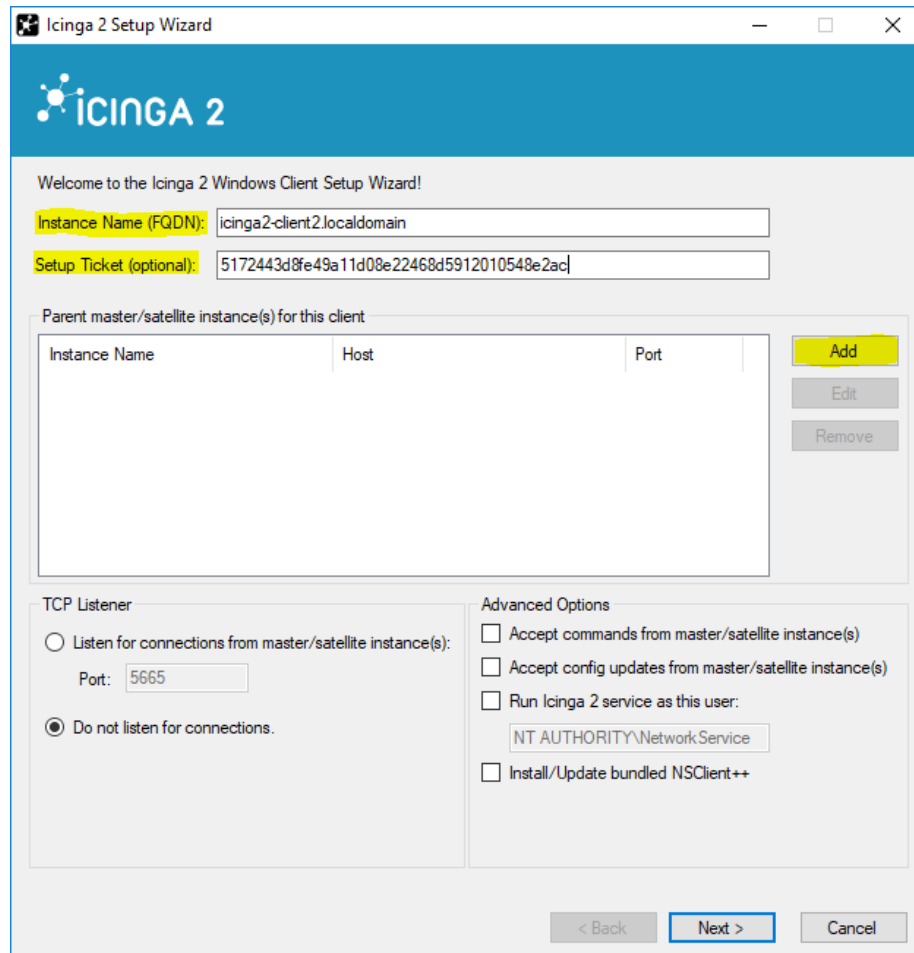 Icinga 2 Setup Wizard
iCiNGA 2
Welcome to the Icinga 2 Windows Client Setup Wizard!
Instance Name (FQDN): icinga2-client2.localdomain
Setup Ticket (optional): 5172443d8fe49a11d08e22468d5912010548e2ac
Parent master/satellite instance(s) for this client
Instance Name Host Port
Add
Edit
Remove
TCP Listener
Listen for connections from master/satellite instance(s):
Port: 5665
Do not listen for connections.
Advanced Options
Accept commands from master/satellite instance(s)
Accept config updates from master/satellite instance(s)
Run Icinga 2 service as this user:
NT AUTHORITY\NetworkService
Install/Update bundled NSClient++
< Back Next > Cancel